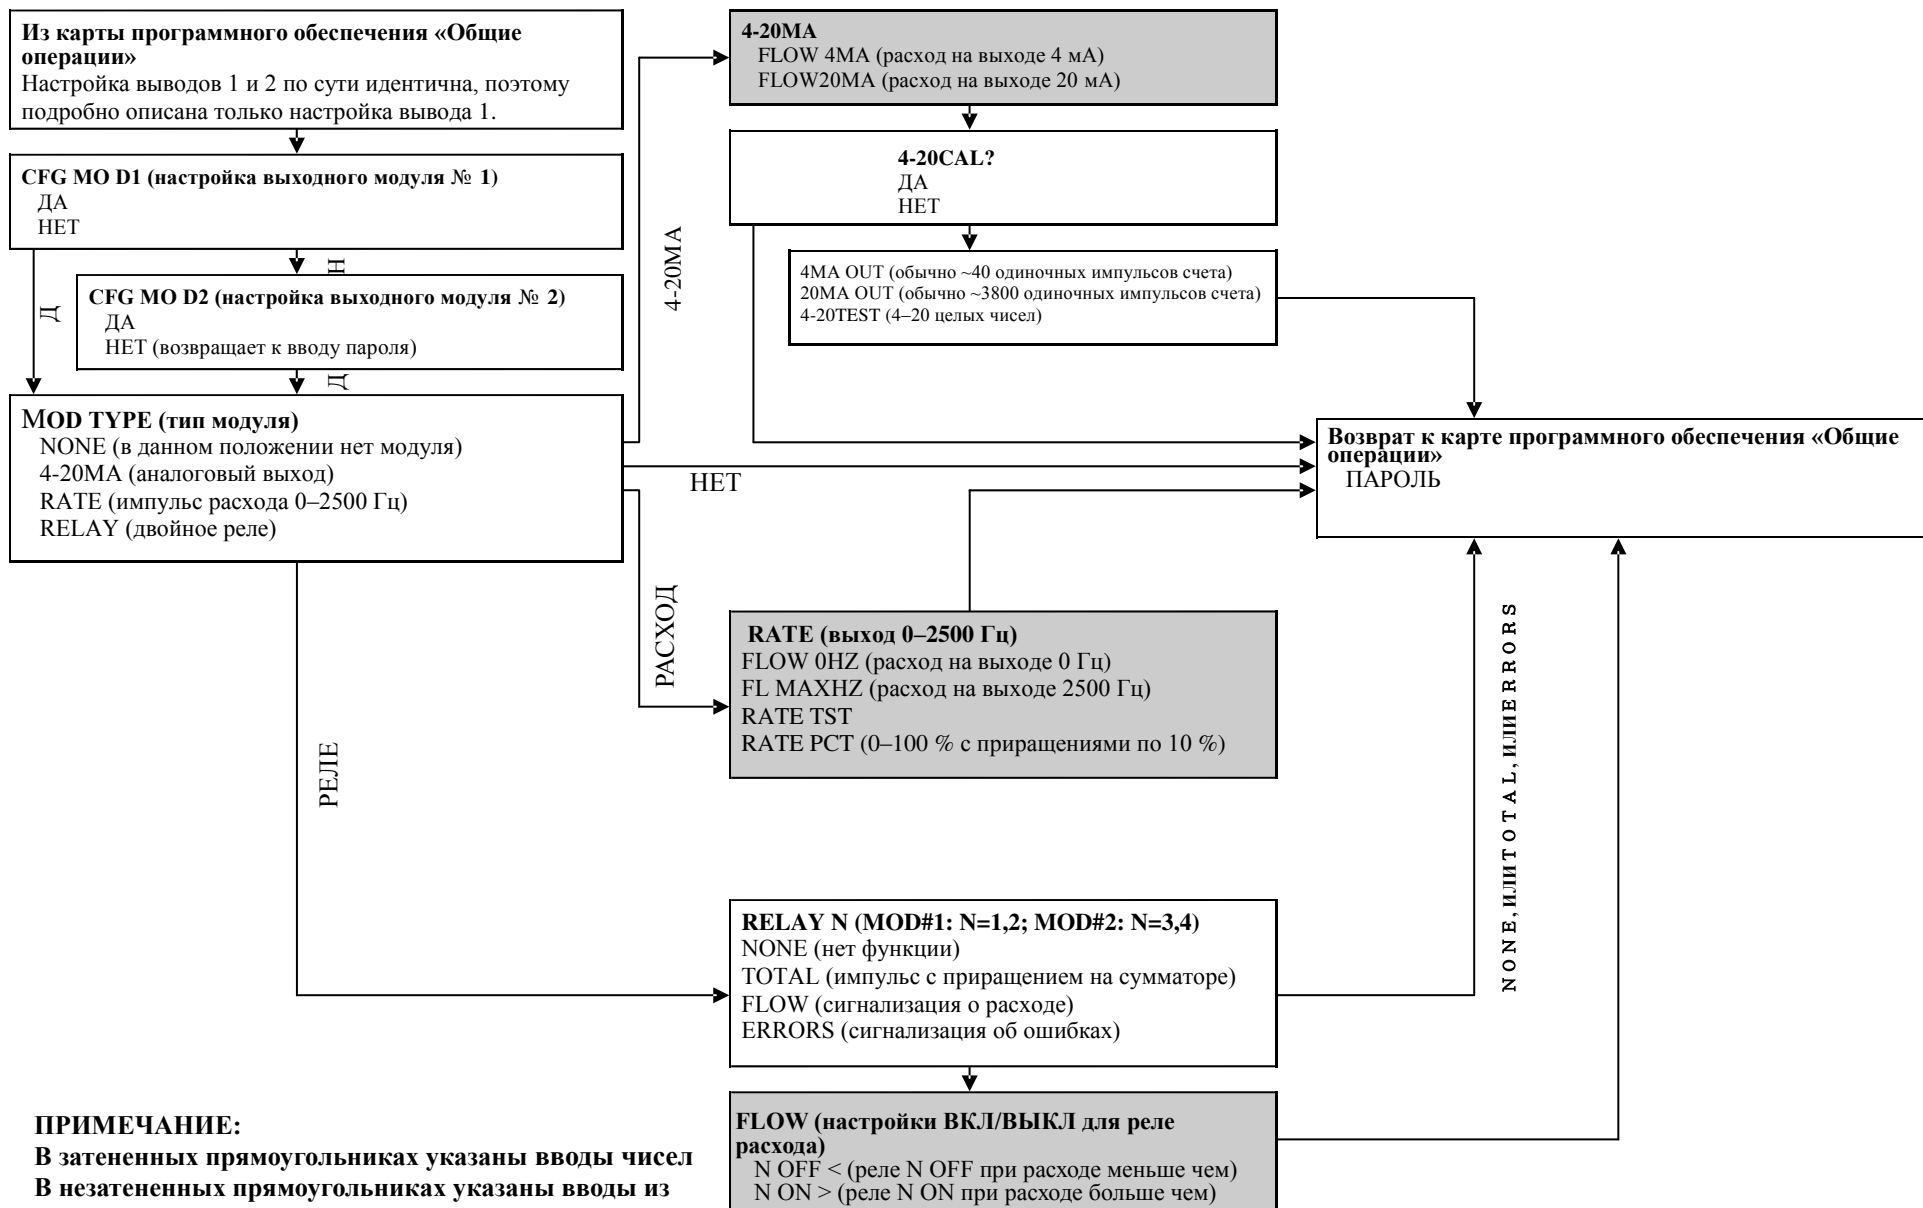 Из карты программного обеспечения «Общие
операции»
Настройка выводов 1 и 2 по сути идентична, поэтому
подробно описана только настройка вывода 1.
CFG MO D1 (настройка выходного модуля № 1)
ДА
НЕТ
Д
Н
CFG MO D2 (настройка выходного модуля № 2)
ДА
НЕТ (возвращает к вводу пароля)
Д
MOD TYPE (тип модуля)
NONE (в данном положении нет модуля)
4-20MA (аналоговый выход)
RATE (импульс расхода 0–2500 Гц)
RELAY (двойное реле)
4-20MA
НЕТ
РАСХОД
РЕЛЕ
4-20MA
FLOW 4MA (расход на выходе 4 мА)
FLOW20MA (расход на выходе 20 мА)
4-20CAL?
ДА
НЕТ
4MA OUT (обычно ~40 одиночных импульсов счета)
20MA OUT (обычно ~3800 одиночных импульсов счета)
4-20TEST (4–20 целых чисел)
Возврат к карте программного обеспечения «Общие
операции»
ПАРОЛЬ
RATE (выход 0–2500 Гц)
FLOW 0HZ (расход на выходе 0 Гц)
FL MAXHZ (расход на выходе 2500 Гц)
RATE TST
RATE PCT (0–100 % с приращениями по 10 %)
NONE, ИЛИ TOTAL, ИЛИ ERRORS
RELAY N (MOD#1: N=1,2; MOD#2: N=3,4)
NONE (нет функции)
TOTAL (импульс с приращением на сумматоре)
FLOW (сигнализация о расходе)
ERRORS (сигнализация об ошибках)
FLOW (настройки ВКЛ/ВЫКЛ для реле
расхода)
N OFF < (реле N OFF при расходе меньше чем)
N ON > (реле N ON при расходе больше чем)
ПРИМЕЧАНИЕ:
В затененных прямоугольниках указаны вводы чисел
В незатененных прямоугольниках указаны вводы из